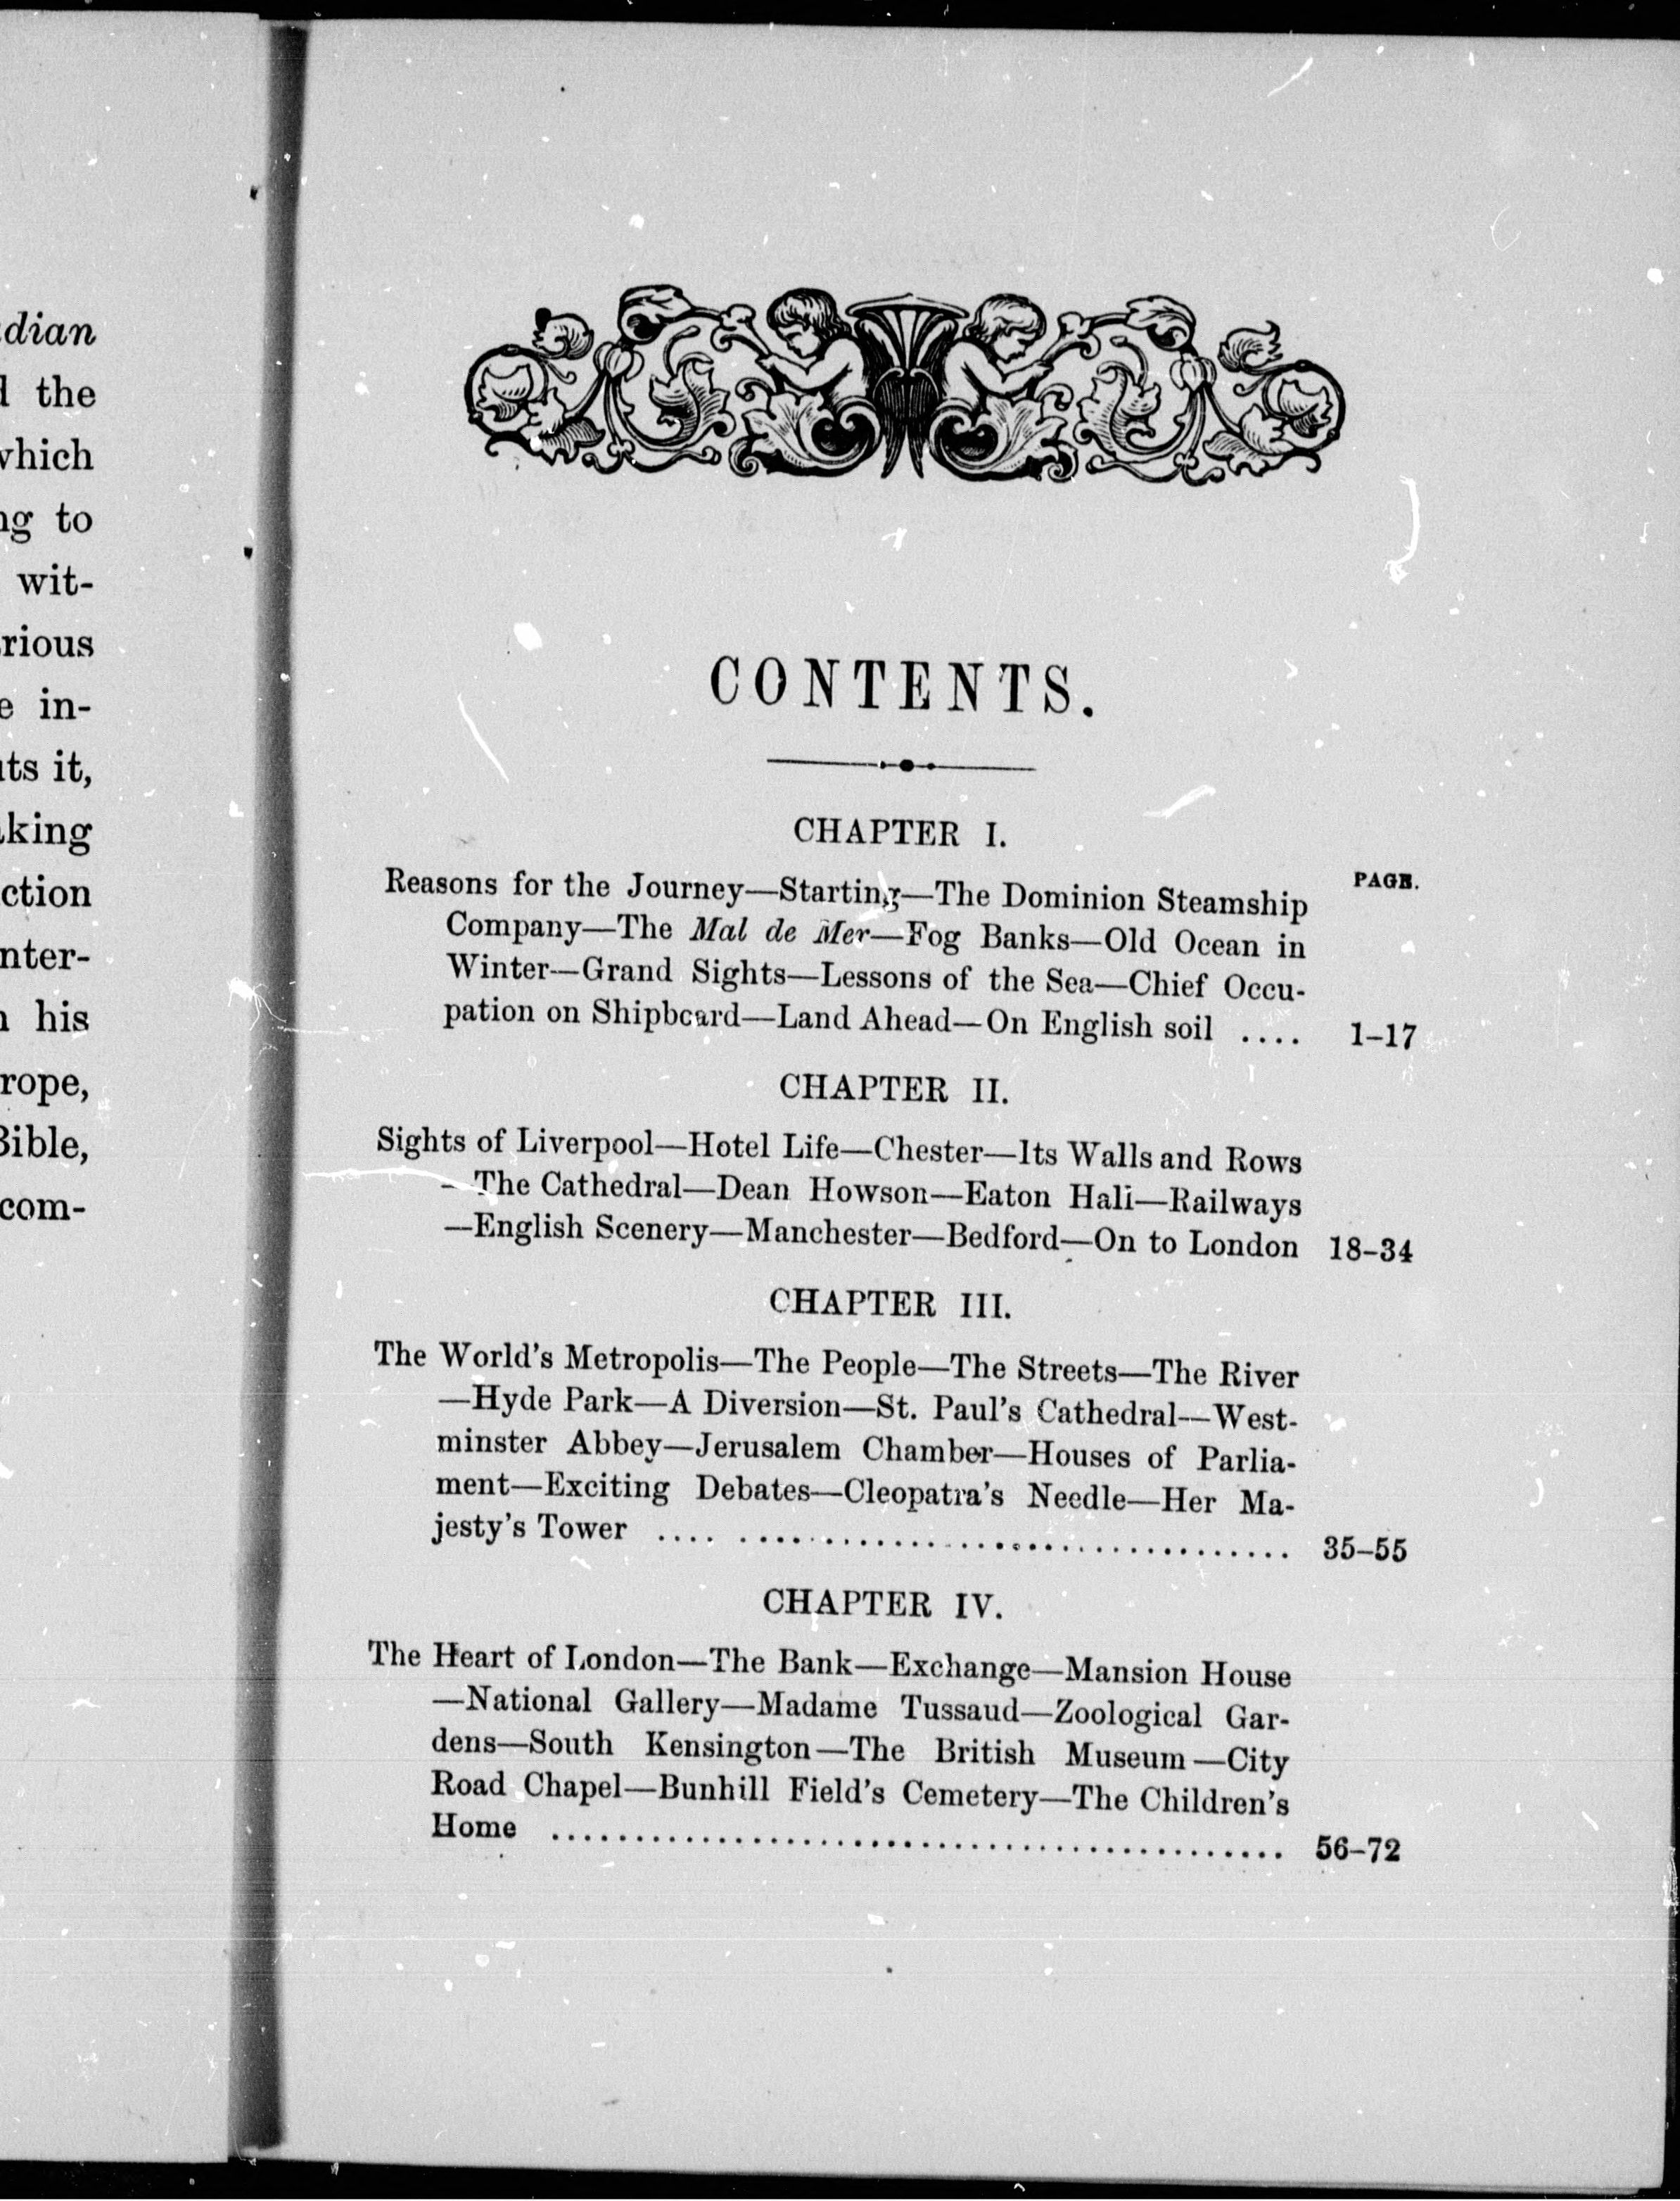 dian
the
which
to
wit-
rious
in-
it,
king
ction
nter-
his
rope,
Bible,
com-
CONTENTS.
CHAPTER I.
PAGE.
Reasons for the Journey—Starting—The Dominion Steamship
Company—The Mal de Mer—Fog Banks—Old Ocean in
Winter—Grand Sights—Lessons of the Sea—Chief Occu-
pation on Shipboard—Land Ahead—On English soil .... 1–17
CHAPTER II.
Sights of Liverpool—Hotel Life—Chester—Its Walls and Rows
—The Cathedral—Dean Howson—Eaton Hall—Railways
—English Scenery—Manchester—Bedford—On to London 18–34
CHAPTER III.
The World's Metropolis—The People—The Streets—The River
—Hyde Park—A Diversion—St. Paul's Cathedral—West-
minster Abbey—Jerusalem Chamber—Houses of Parlia-
ment—Exciting Debates—Cleopatra's Needle—Her Ma-
jesty's Tower .... .................................. 35–55
CHAPTER IV.
The Heart of London—The Bank—Exchange—Mansion House
—National Gallery—Madame Tussaud—Zoological Gar-
dens—South Kensington—The British Museum—City
Road Chapel—Bunhill Field's Cemetery—The Children's
Home ............................................ 56–72